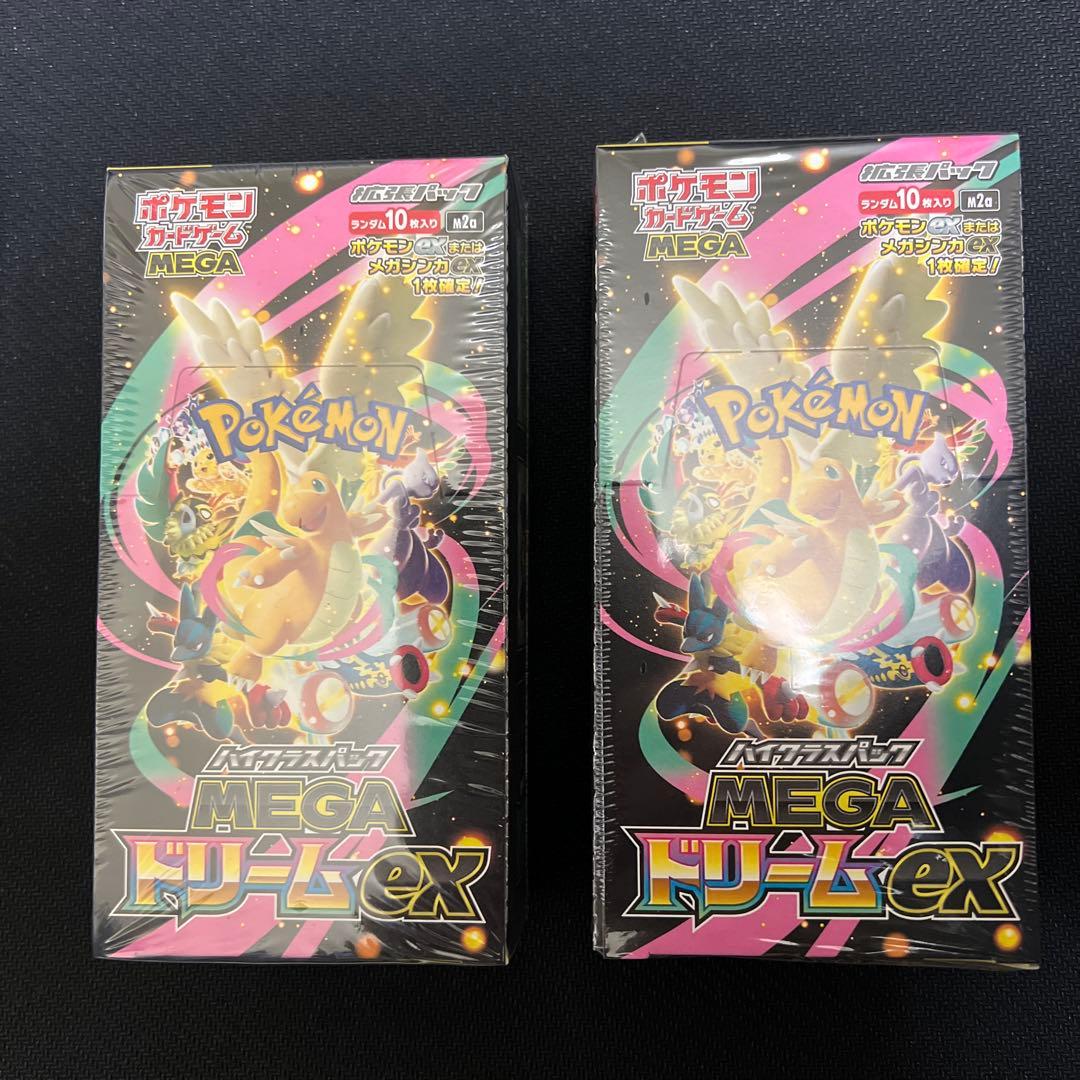 ポケモン
カードゲーム
MEGA
拡張パック
ランダム10枚入り M2a
ポケモンexまたは
メガシンカex
1枚確定!
POKéMON
ハイクラスパック
MEGA
ドリームex
ポケモン
カードゲーム
MEGA
拡張パック
ランダム10枚入り M2a
ポケモンexまたは
メガシンカex
1枚確定!
POKéMON
ハイクラスパック
MEGA
ドリームex